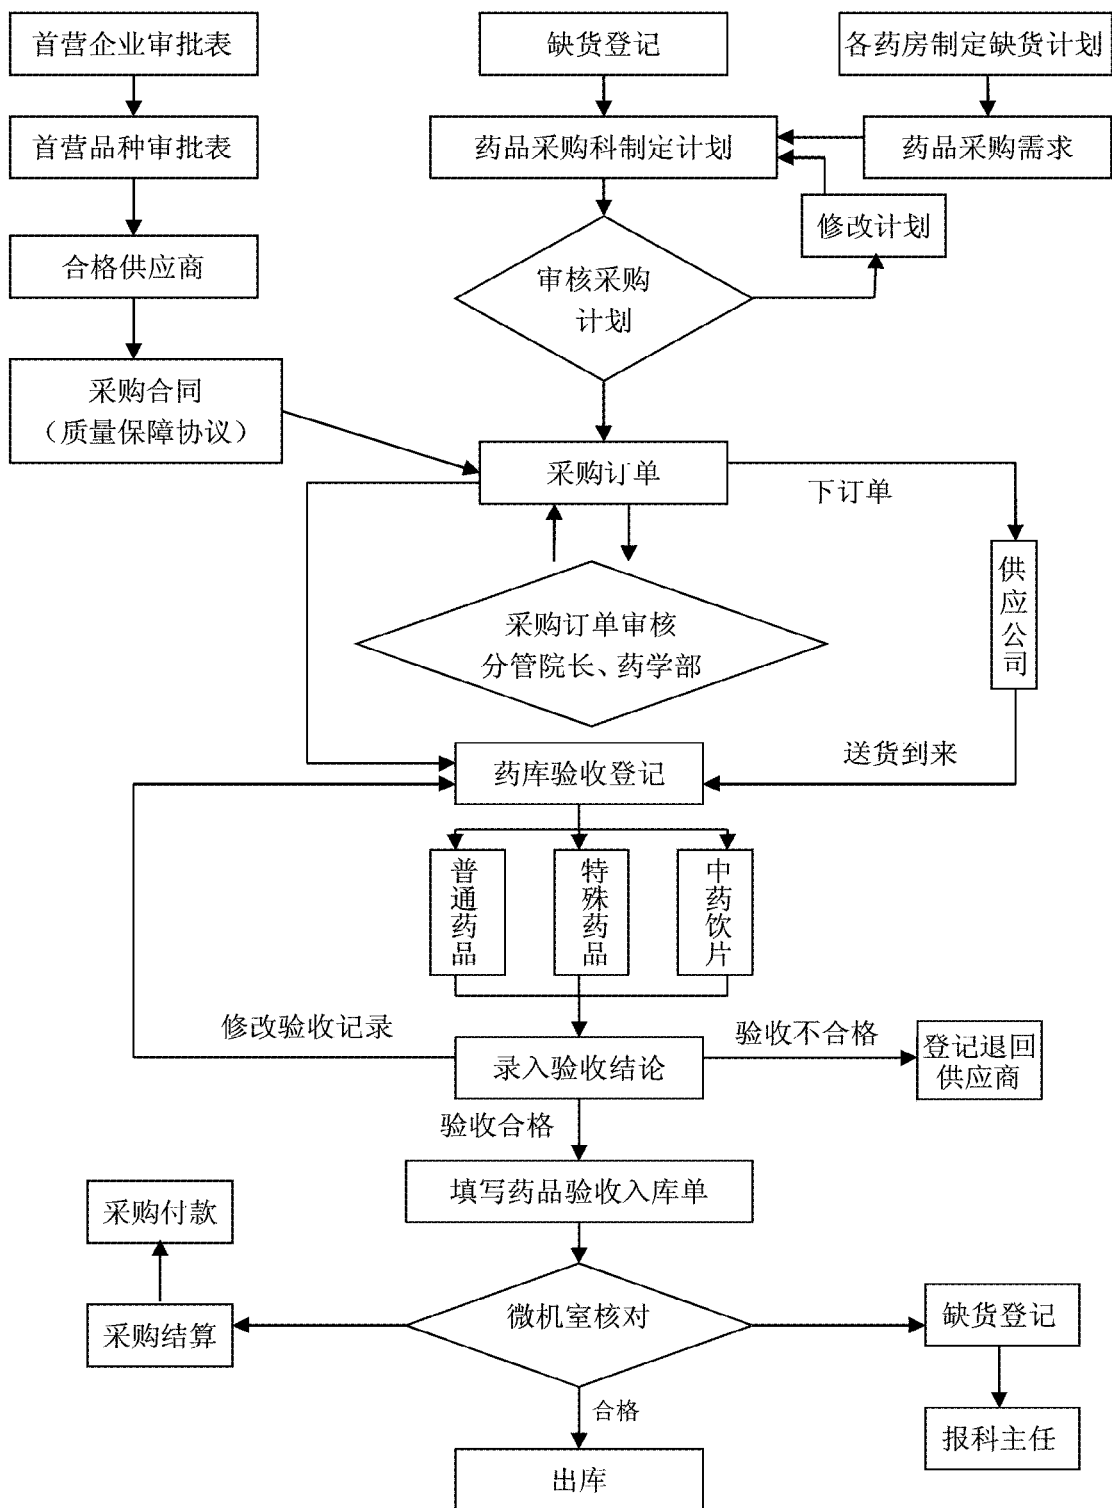 首营企业审批表
缺货登记
各药房制定缺货计划
首营品种审批表
药品采购科制定计划
药品采购需求
修改计划
合格供应商
审核采购
计划
采购合同
（质量保障协议）
采购订单
下订单
供应公司
采购订单审核
分管院长、药学部
送货到来
药库验收登记
普通药品
特殊药品
中药饮片
修改验收记录
验收不合格
登记退回
供应商
录入验收结论
验收合格
填写药品验收入库单
采购付款
微机室核对
缺货登记
采购结算
合格
报科主任
出库